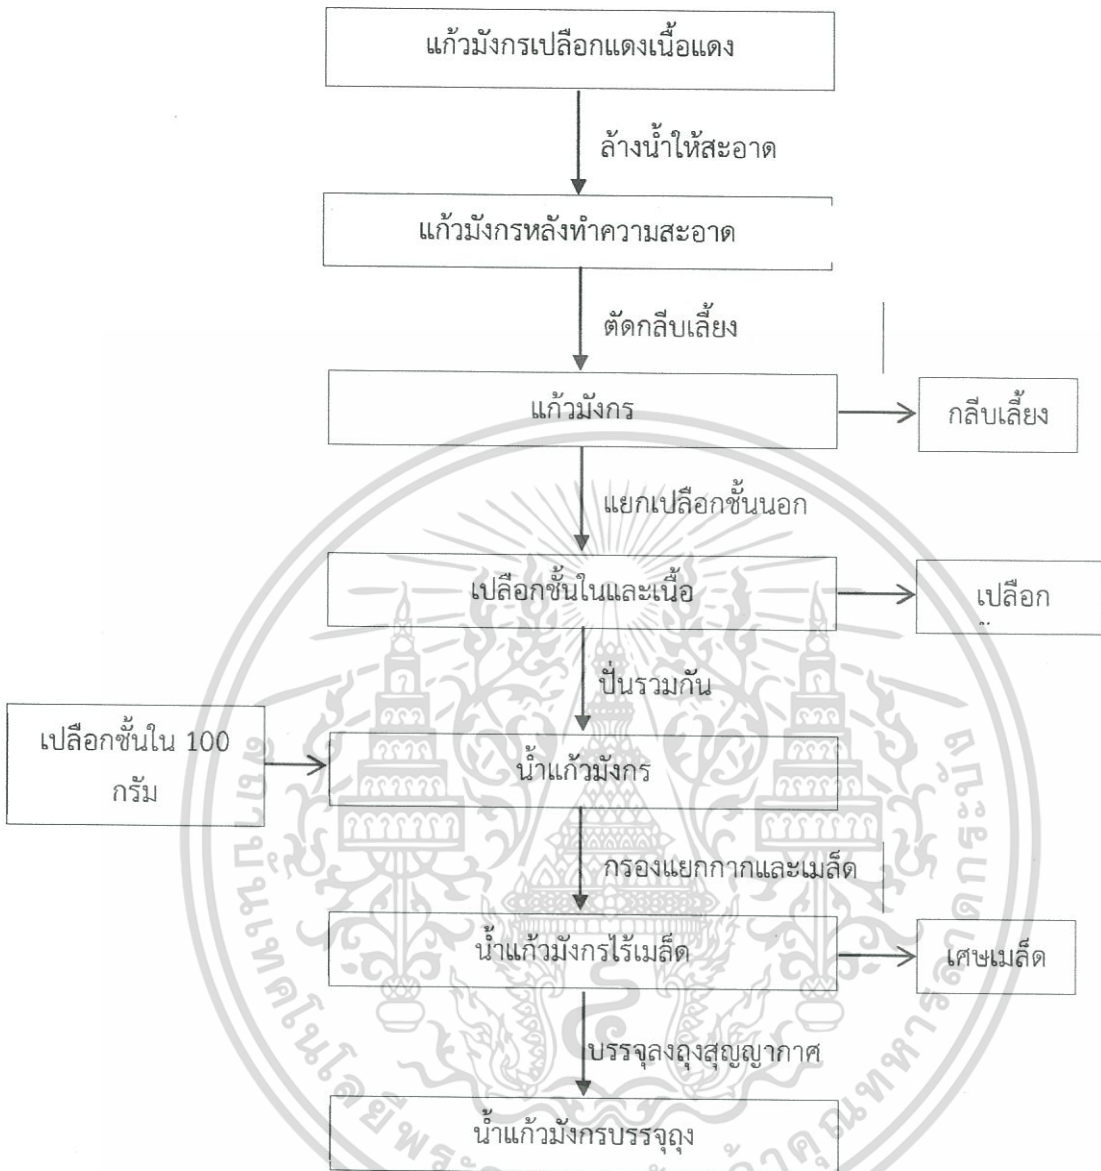 แก้วมังกรเปลือกแดงเนื้อแดง
ล้างน้ำให้สะอาด
แก้วมังกรหลังทำความสะอาด
ตัดกลีบเลี้ยง
แก้วมังกร
กลีบเลี้ยง
แยกเปลือกชั้นนอก
เปลือกชั้นในและเนื้อ
เปลือก
ปั่นรวมกัน
เปลือกชั้นใน 100
กรัม
น้ำแก้วมังกร
กรองแยกกากและเมล็ด
น้ำแก้วมังกรไร้เมล็ด
เศษเมล็ด
บรรจุลงถุงสุญญากาศ
น้ำแก้วมังกรบรรจุถุง